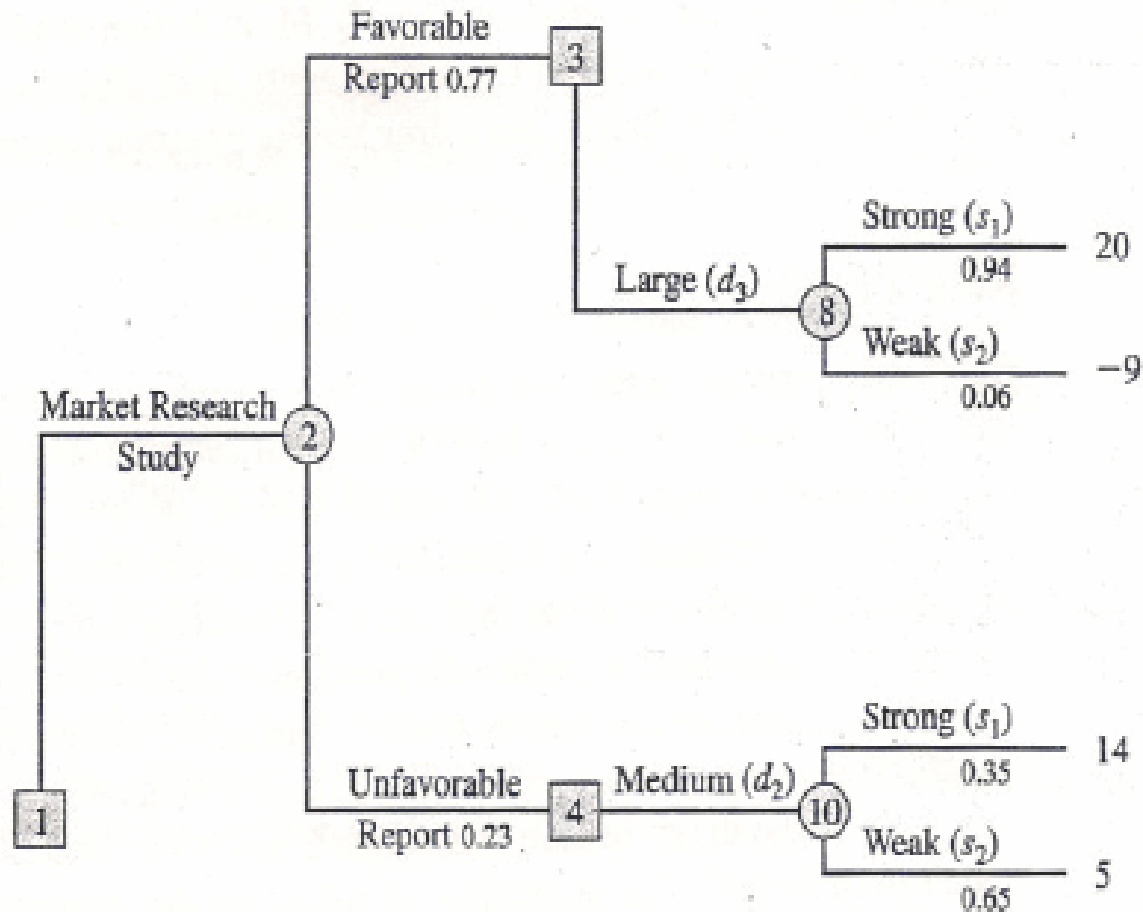 Favorable
Report 0.77
3
Strong (s₁)
20
0.94
Large (d₃)
8
Weak (s₂)
−9
0.06
Market Research
Study
2
Strong (s₁)
14
0.35
Unfavorable
Report 0.23
4
Medium (d₂)
10
Weak (s₂)
5
0.65
1